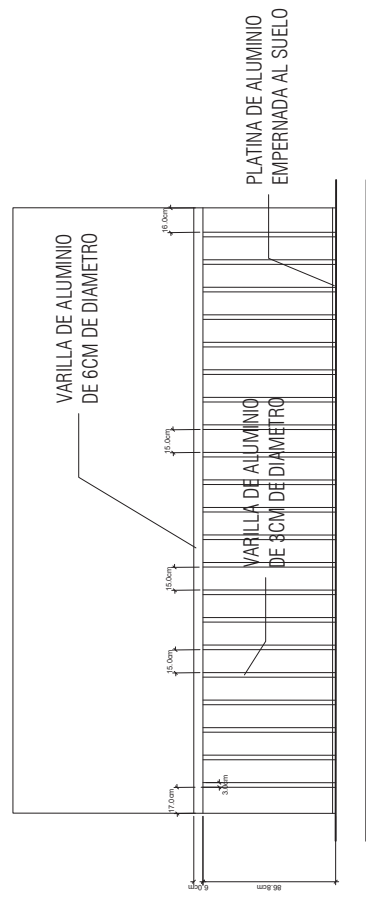 VARILLA DE ALUMINIO
DE 6CM DE DIAMETRO
PLATINA DE ALUMINIO
EMPERNADA AL SUELO
VARILLA DE ALUMINIO
DE 3CM DE DIAMETRO
17.0cm
3.0cm
15.0cm
15.0cm
15.0cm
16.0cm
6.0cm
86.8cm